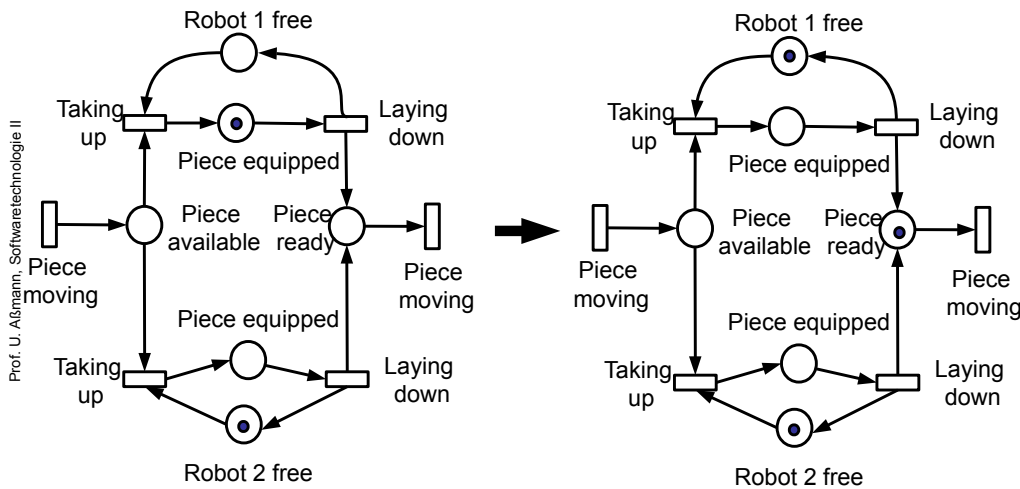 Prof. U. Aßmann, Softwaretechnologie II
Robot 1 free
Taking
up
Laying
down
Piece equipped
Piece
available
Piece
ready
Piece
moving
Piece
moving
Piece equipped
Taking
up
Laying
down
Robot 2 free
Robot 1 free
Taking
up
Laying
down
Piece equipped
Piece
available
Piece
ready
Piece
moving
Piece
moving
Piece equipped
Taking
up
Laying
down
Robot 2 free